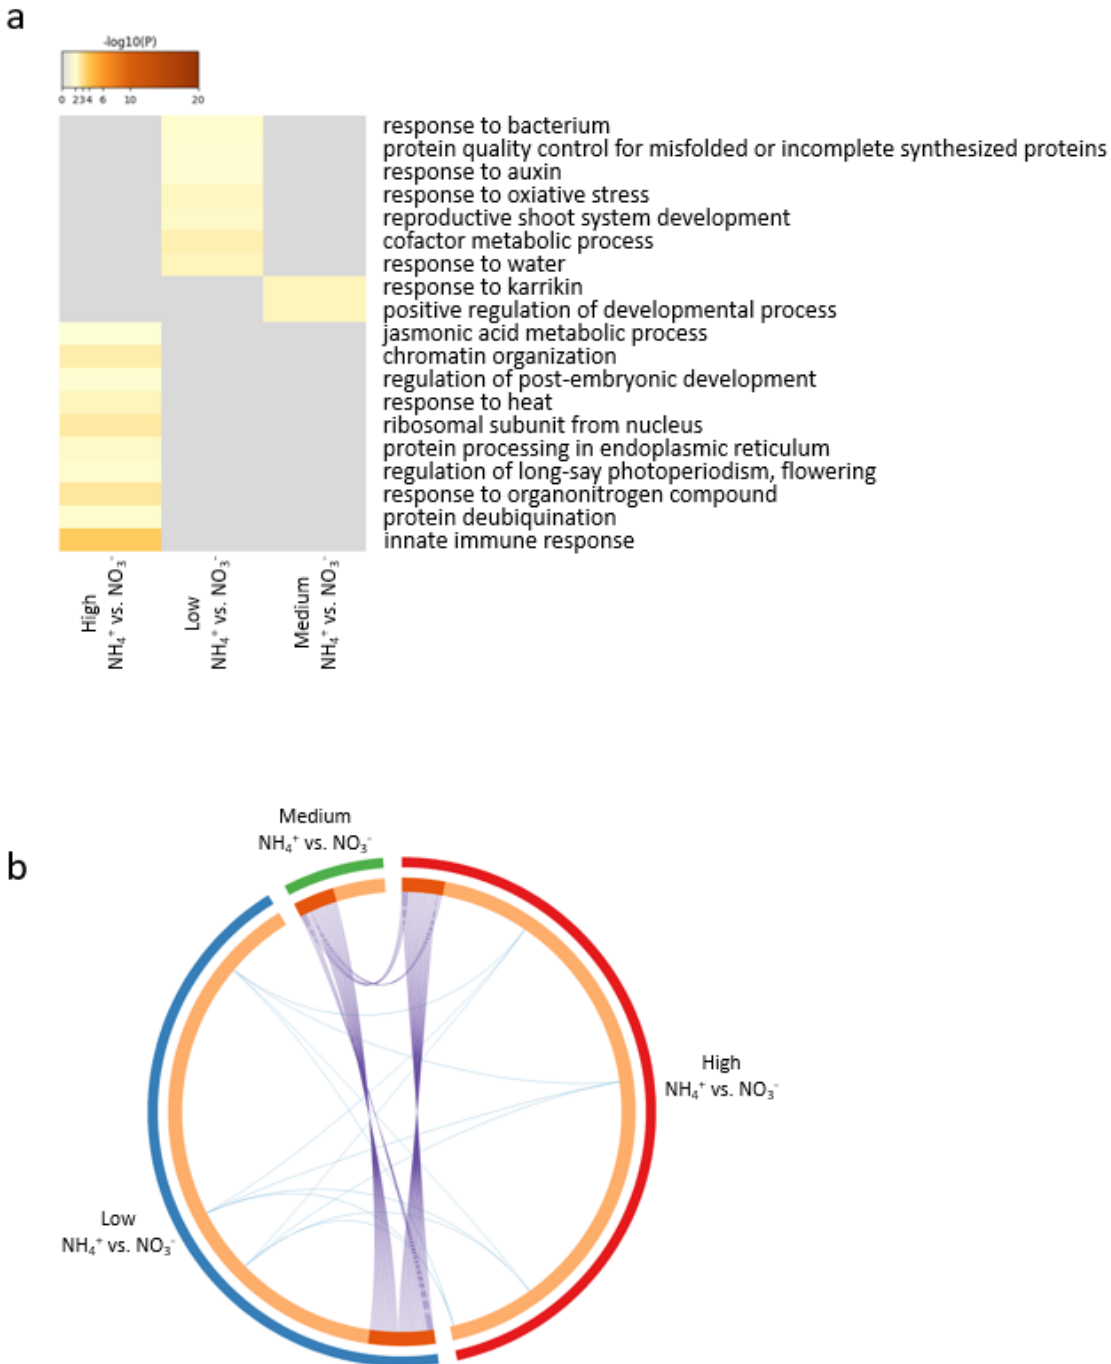 a
-log10(P)
0 2 3 4 6 10 20
response to bacterium
protein quality control for misfolded or incomplete synthesized proteins
response to auxin
response to oxiative stress
reproductive shoot system development
cofactor metabolic process
response to water
response to karrikin
positive regulation of developmental process
jasmonic acid metabolic process
chromatin organization
regulation of post-embryonic development
response to heat
ribosomal subunit from nucleus
protein processing in endoplasmic reticulum
regulation of long-say photoperiodism, flowering
response to organonitrogen compound
protein deubiquination
innate immune response
High
NH₄⁺ vs. NO₃⁻
Low
NH₄⁺ vs. NO₃⁻
Medium
NH₄⁺ vs. NO₃⁻
b
Medium
NH₄⁺ vs. NO₃⁻
High
NH₄⁺ vs. NO₃⁻
Low
NH₄⁺ vs. NO₃⁻